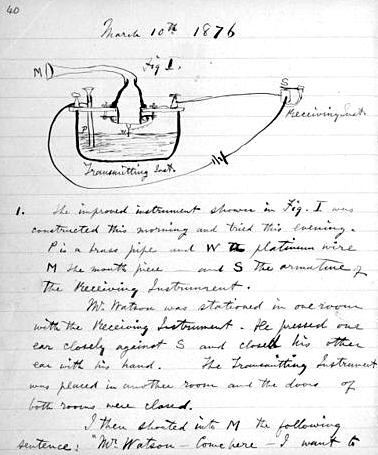 40
March 10th 1876
Fig 1.
M
S
Receiving Inst.
P
W
Transmitting Inst.
1. The improved instrument shown in Fig. I was
constructed this morning and tried this evening.
P is a brass pipe and W the platinum wire
M the mouth piece and S the armature of
The Receiving Instrument.
Mr. Watson was stationed in one room
with the Receiving Instrument. He pressed one
ear closely against S and closed his other
ear with his hand. The Transmitting Instrument
was placed in another room and the doors of
both rooms were closed.
I then shouted into M the following
sentence: "Mr Watson – Come here – I want to